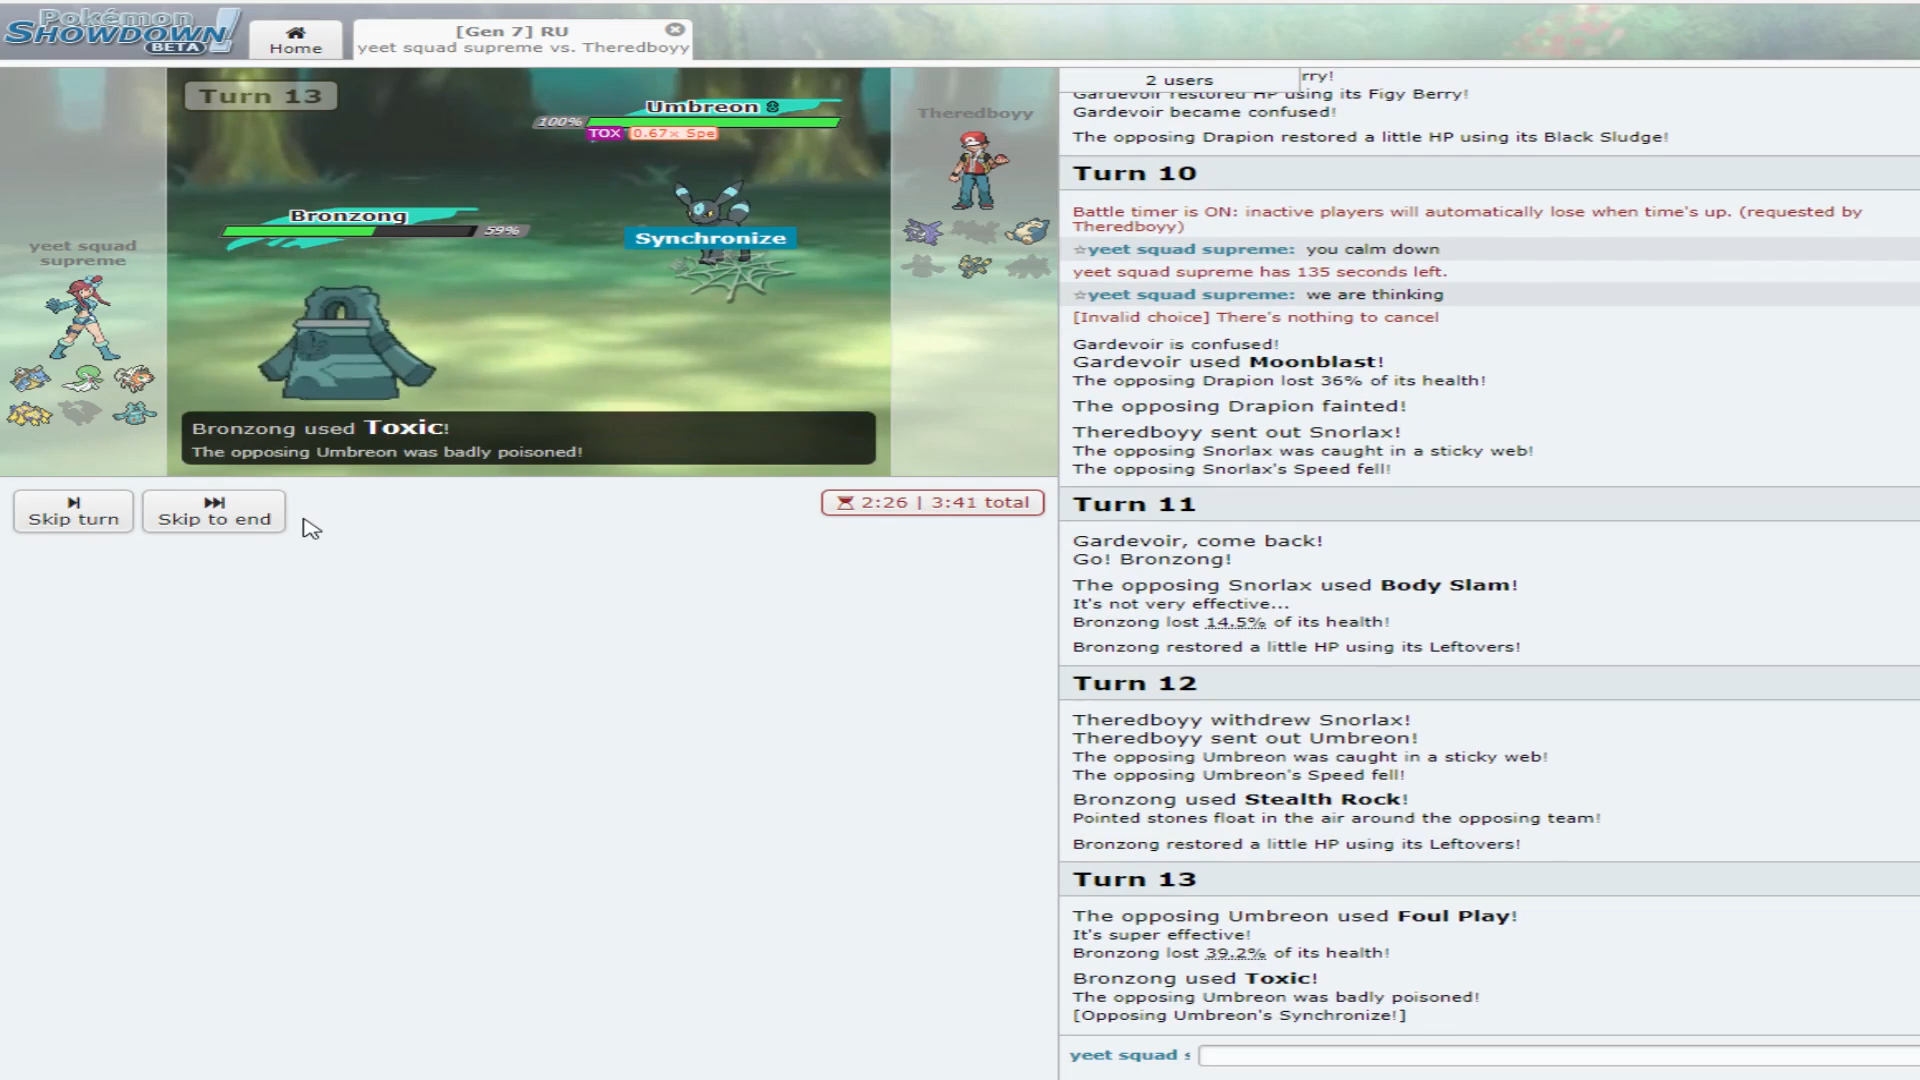 Pokémon
SHOWDOWN!
BETA
Home
[Gen 7] RU
yeet squad supreme vs. Theredboyy
Turn 13
Umbreon
100%
TOX 0.67x Spe
Bronzong
59%
Synchronize
yeet squad
supreme
Theredboyy
Bronzong used Toxic!
The opposing Umbreon was badly poisoned!
Skip turn
Skip to end
2:26 | 3:41 total
2 users
rry!
Gardevoir restored HP using its Figy Berry!
Gardevoir became confused!
The opposing Drapion restored a little HP using its Black Sludge!
Turn 10
Battle timer is ON: inactive players will automatically lose when time's up. (requested by
Theredboyy)
☆yeet squad supreme: you calm down
yeet squad supreme has 135 seconds left.
☆yeet squad supreme: we are thinking
[Invalid choice] There's nothing to cancel
Gardevoir is confused!
Gardevoir used Moonblast!
The opposing Drapion lost 36% of its health!
The opposing Drapion fainted!
Theredboyy sent out Snorlax!
The opposing Snorlax was caught in a sticky web!
The opposing Snorlax's Speed fell!
Turn 11
Gardevoir, come back!
Go! Bronzong!
The opposing Snorlax used Body Slam!
It's not very effective...
Bronzong lost 14.5% of its health!
Bronzong restored a little HP using its Leftovers!
Turn 12
Theredboyy withdrew Snorlax!
Theredboyy sent out Umbreon!
The opposing Umbreon was caught in a sticky web!
The opposing Umbreon's Speed fell!
Bronzong used Stealth Rock!
Pointed stones float in the air around the opposing team!
Bronzong restored a little HP using its Leftovers!
Turn 13
The opposing Umbreon used Foul Play!
It's super effective!
Bronzong lost 39.2% of its health!
Bronzong used Toxic!
The opposing Umbreon was badly poisoned!
[Opposing Umbreon's Synchronize!]
yeet squad s